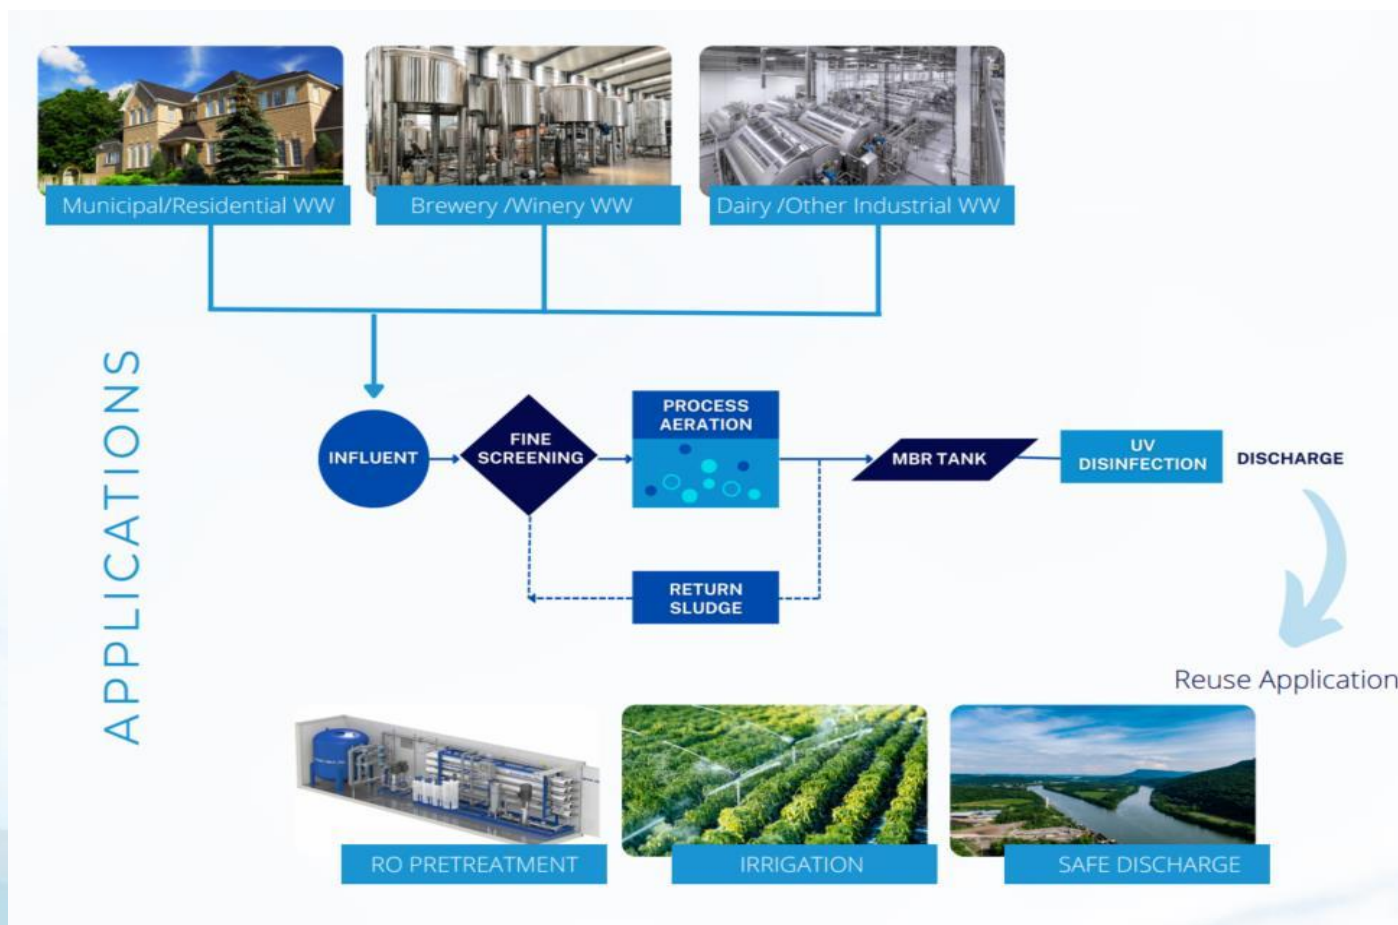 Municipal/Residential WW
Brewery /Winery WW
Dairy /Other Industrial WW
APPLICATIONS
INFLUENT
FINE
SCREENING
PROCESS
AERATION
MBR TANK
UV
DISINFECTION
DISCHARGE
RETURN
SLUDGE
Reuse Application
RO PRETREATMENT
IRRIGATION
SAFE DISCHARGE